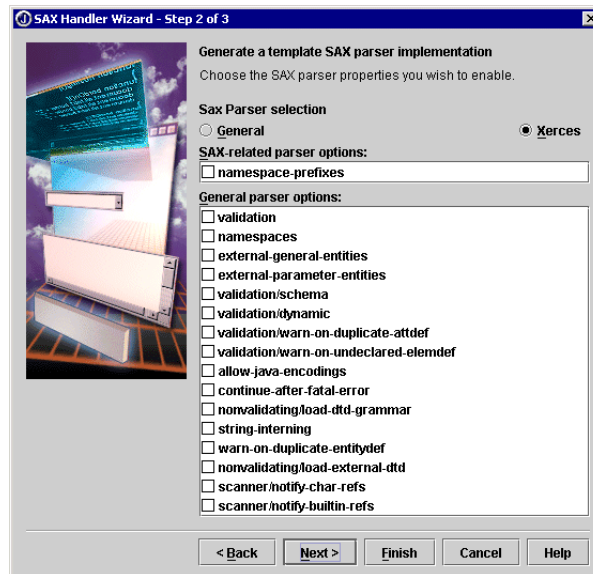 SAX Handler Wizard - Step 2 of 3
Generate a template SAX parser implementation
Choose the SAX parser properties you wish to enable.
Sax Parser selection
General Xerces
SAX-related parser options:
namespace-prefixes
General parser options:
validation
namespaces
external-general-entities
external-parameter-entities
validation/schema
validation/dynamic
validation/warn-on-duplicate-attdef
validation/warn-on-undeclared-elemdef
allow-java-encodings
continue-after-fatal-error
nonvalidating/load-dtd-grammar
string-interning
warn-on-duplicate-entitydef
nonvalidating/load-external-dtd
scanner/notify-char-refs
scanner/notify-builtin-refs
< Back Next > Finish Cancel Help